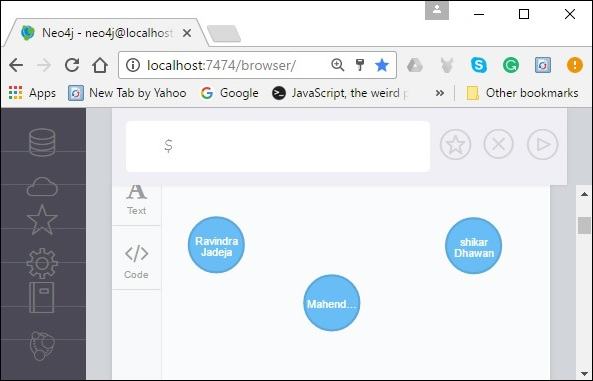 Neo4j - neo4j@localhost
localhost:7474/browser/
Apps New Tab by Yahoo Google JavaScript, the weird p Other bookmarks
$
Text
Code
Ravindra
Jadeja
shikar
Dhawan
Mahend...